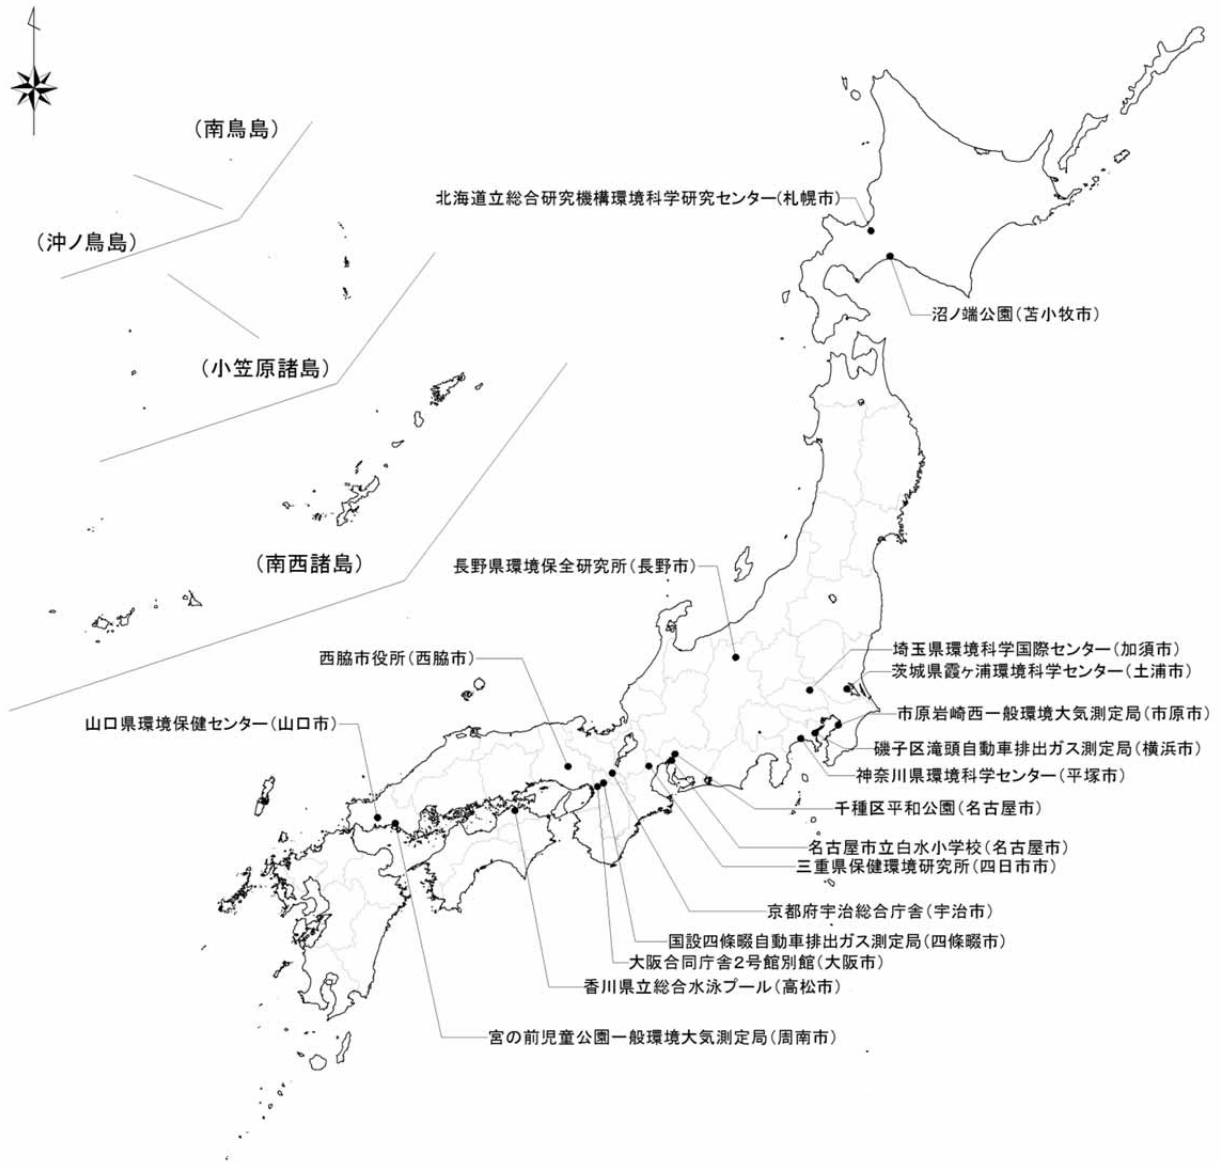 (南鳥島)
北海道立総合研究機構環境科学研究センター(札幌市)
(沖ノ鳥島)
沼ノ端公園(苫小牧市)
(小笠原諸島)
(南西諸島)
長野県環境保全研究所(長野市)
埼玉県環境科学国際センター(加須市)
西脇市役所(西脇市)
茨城県霞ヶ浦環境科学センター(土浦市)
市原岩崎西一般環境大気測定局(市原市)
山口県環境保健センター(山口市)
磯子区滝頭自動車排出ガス測定局(横浜市)
神奈川県環境科学センター(平塚市)
千種区平和公園(名古屋市)
名古屋市立白水小学校(名古屋市)
三重県保健環境研究所(四日市市)
京都府宇治総合庁舎(宇治市)
国設四條畷自動車排出ガス測定局(四條畷市)
大阪合同庁舎2号館別館(大阪市)
香川県立総合水泳プール(高松市)
宮の前児童公園一般環境大気測定局(周南市)